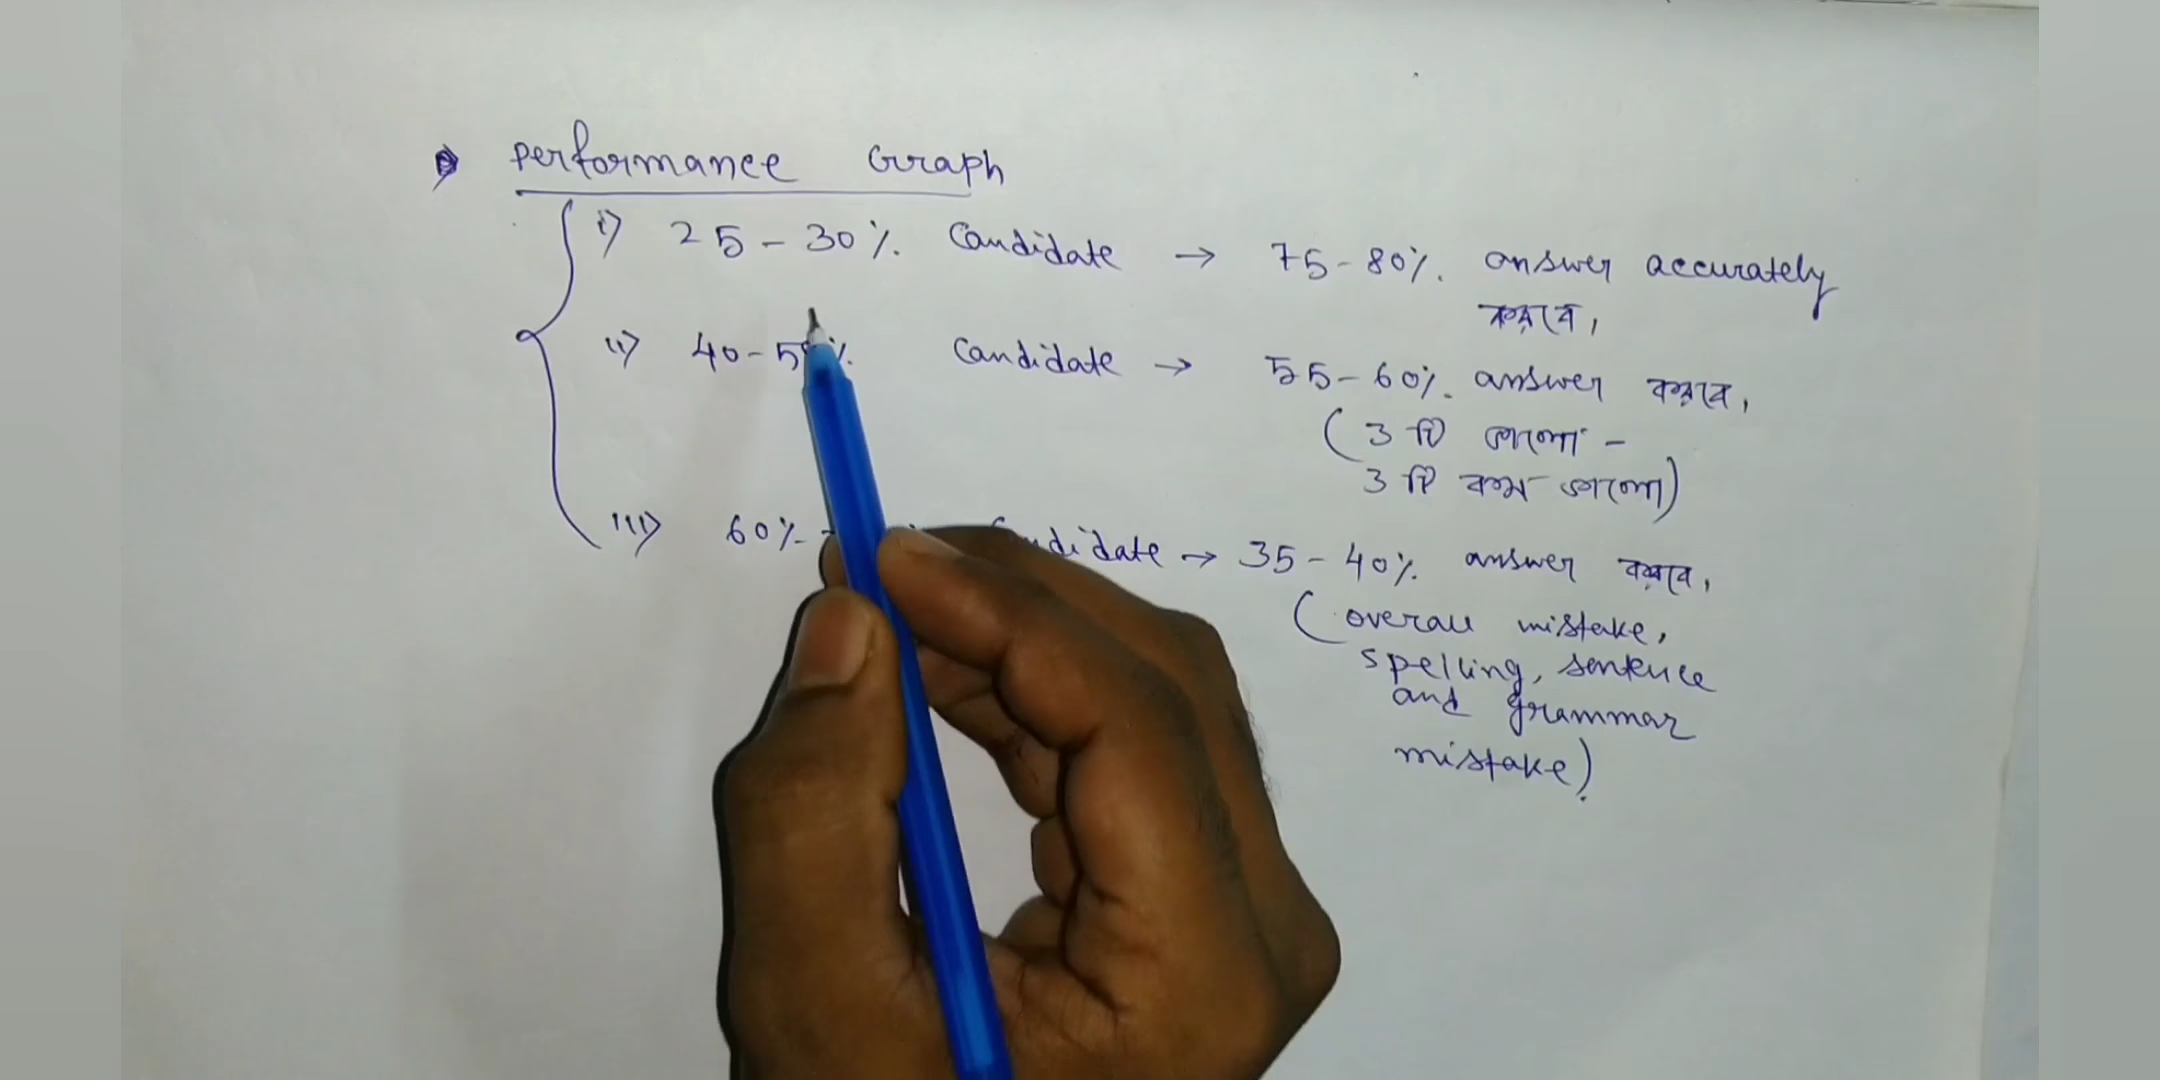 Performance Graph
i) 25-30% Candidate → 75-80% answer accurately
করবে,
ii) 40-5 % Candidate → 55-60% answer করবে,
(3 টি ভালো -
3 টি কম ভালো)
iii) 60% - → 35-40% answer করবে,
(overall mistake,
spelling, sentence
and grammar
mistake)